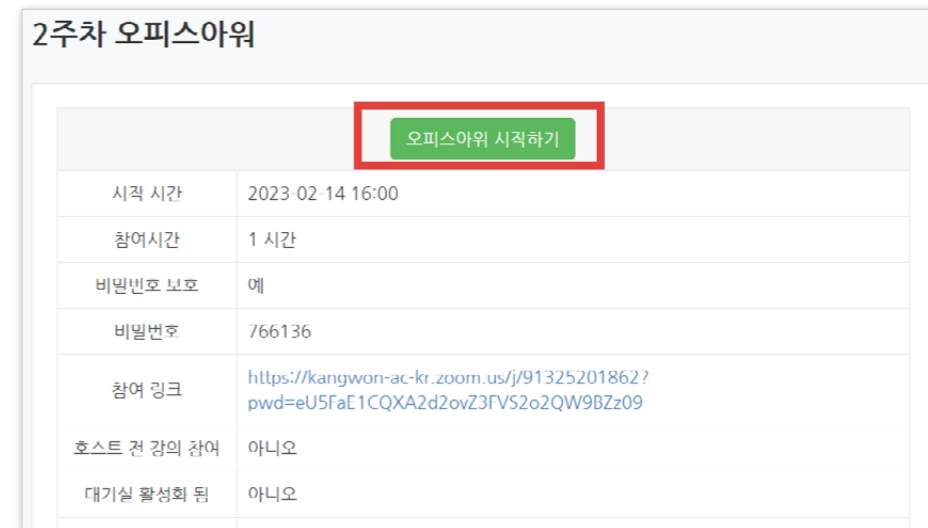 2주차 오피스아워
오피스아워 시작하기
시작 시간 2023-02-14 16:00
참여시간 1 시간
비밀번호 보호 예
비밀번호 766136
참여 링크 https://kangwon-ac-kr.zoom.us/j/91325201862?
pwd=eU5FaE1CQXA2d2ovZ3FVS2o2QW9BZz09
호스트 전 강의 참여 아니오
대기실 활성화 됨 아니오